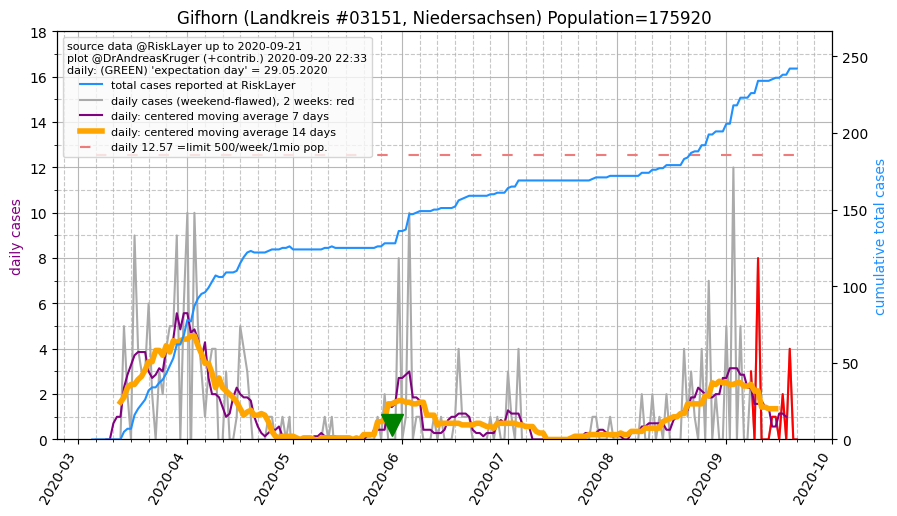 Gifhorn (Landkreis #03151, Niedersachsen) Population=175920
source data @RiskLayer up to 2020-09-21
plot @DrAndreasKruger (+contrib.) 2020-09-20 22:33
daily: (GREEN) 'expectation day' = 29.05.2020
total cases reported at RiskLayer
daily cases (weekend-flawed), 2 weeks: red
daily: centered moving average 7 days
daily: centered moving average 14 days
daily 12.57 =limit 500/week/1mio pop.
daily cases
18
16
14
12
10
8
6
4
2
0
cumulative total cases
250
200
150
100
50
0
2020-03
2020-04
2020-05
2020-06
2020-07
2020-08
2020-09
2020-10